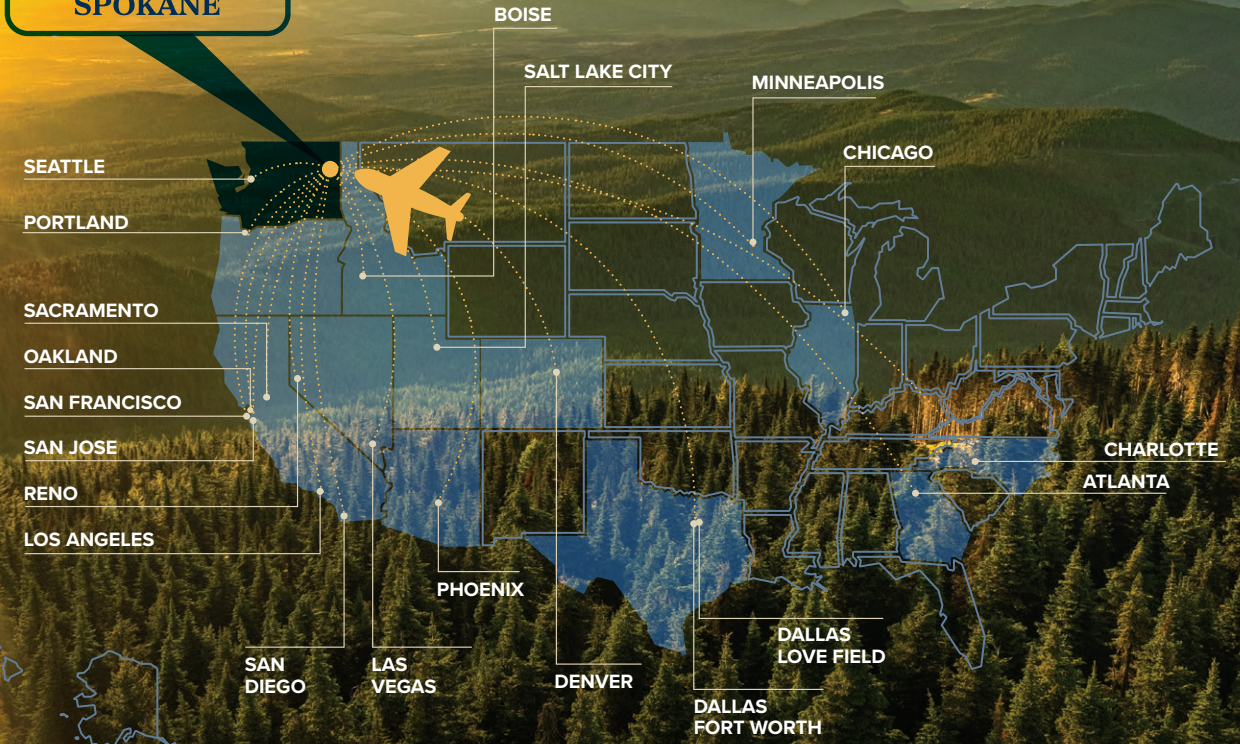 SPOKANE
BOISE
SALT LAKE CITY
MINNEAPOLIS
CHICAGO
SEATTLE
PORTLAND
SACRAMENTO
OAKLAND
SAN FRANCISCO
SAN JOSE
RENO
LOS ANGELES
CHARLOTTE
ATLANTA
PHOENIX
SAN
DIEGO
LAS
VEGAS
DENVER
DALLAS
LOVE FIELD
DALLAS
FORT WORTH